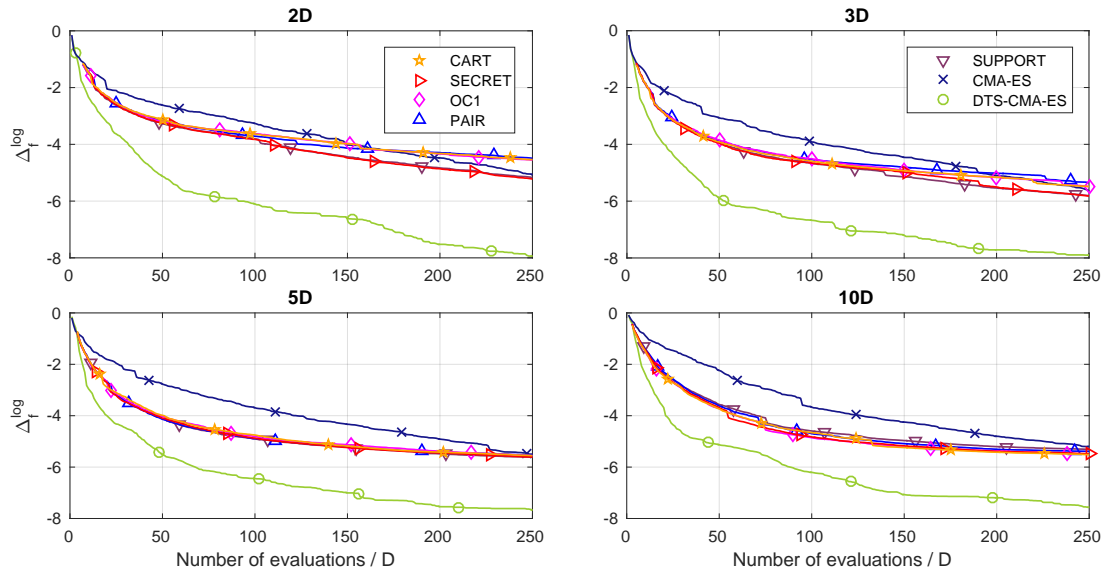 2D
3D
0
-2
-4
-6
-8
Δf^log
CART
SECRET
OC1
PAIR
0
50
100
150
200
250
0
-2
-4
-6
-8
SUPPORT
CMA-ES
DTS-CMA-ES
0
50
100
150
200
250
5D
10D
0
-2
-4
-6
-8
Δf^log
0
50
100
150
200
250
Number of evaluations / D
0
-2
-4
-6
-8
0
50
100
150
200
250
Number of evaluations / D